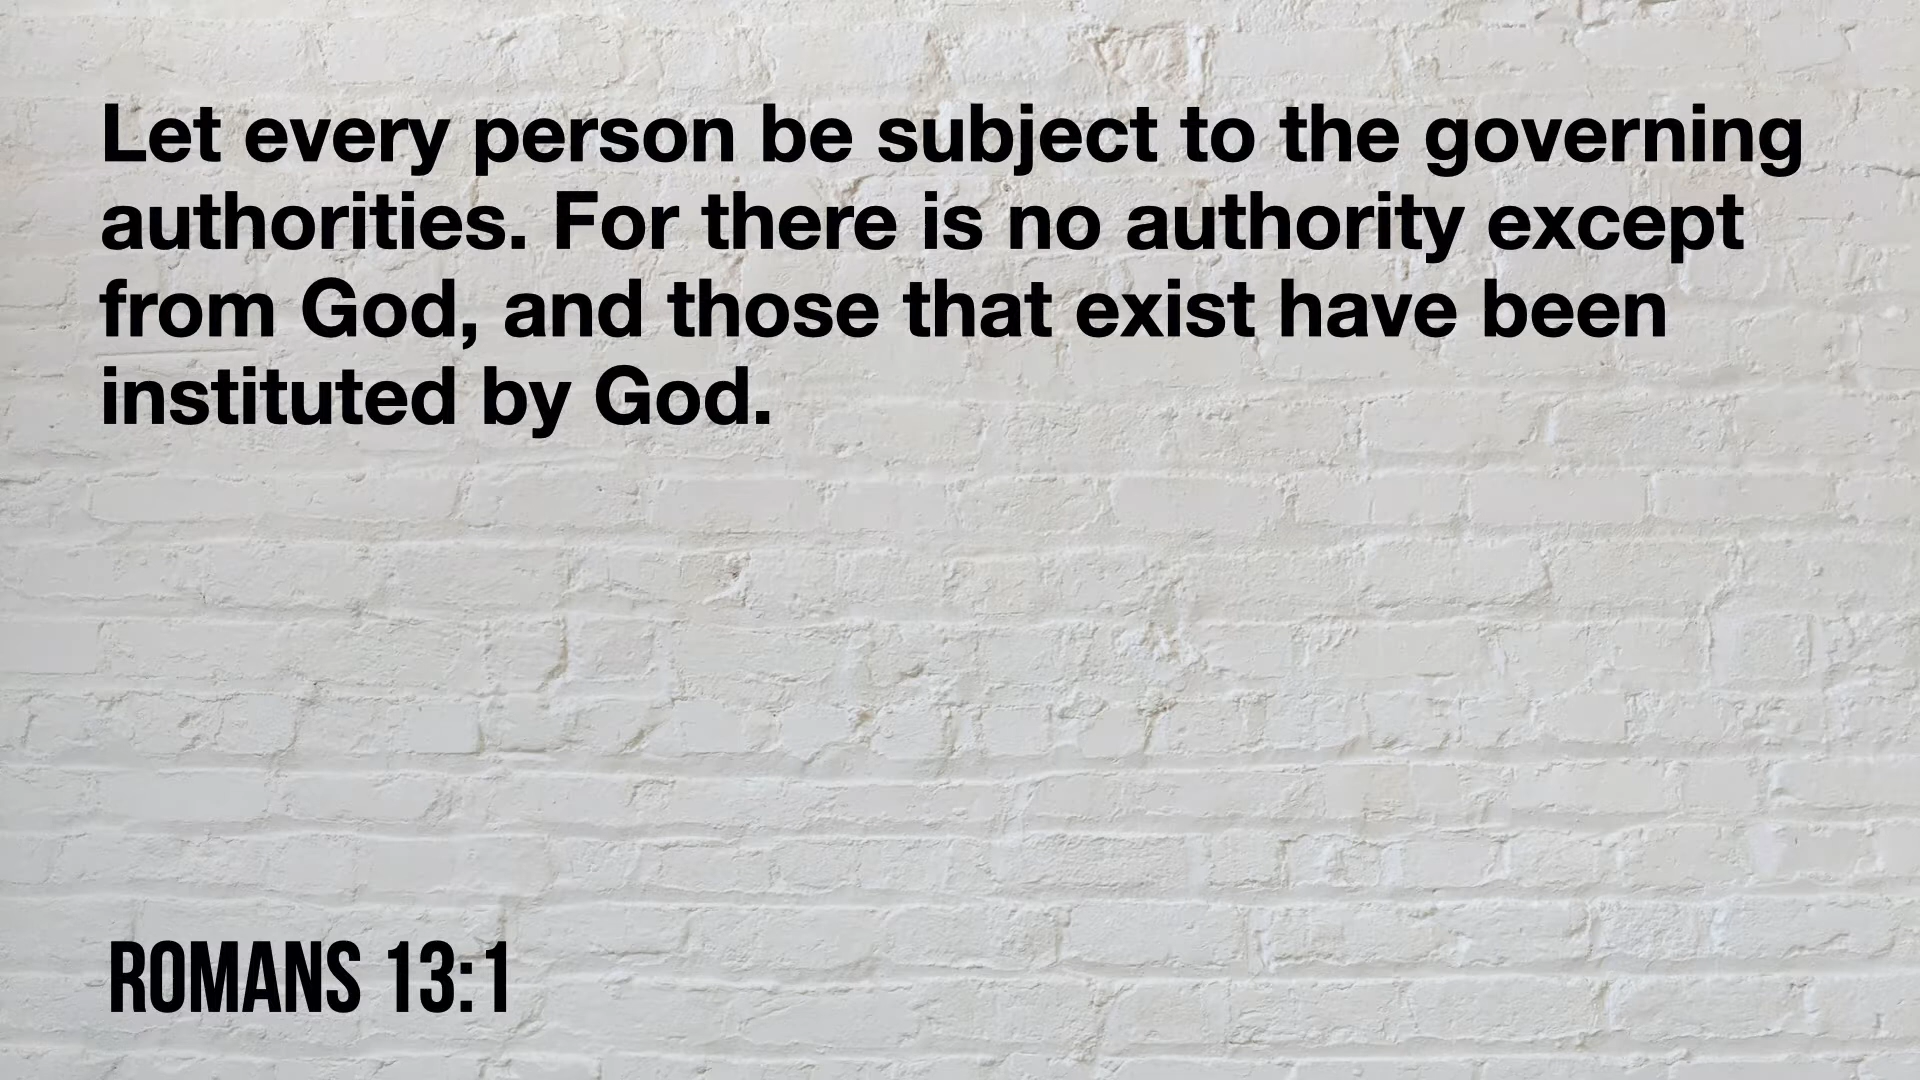 Let every person be subject to the governing
authorities. For there is no authority except
from God, and those that exist have been
instituted by God.
ROMANS 13:1